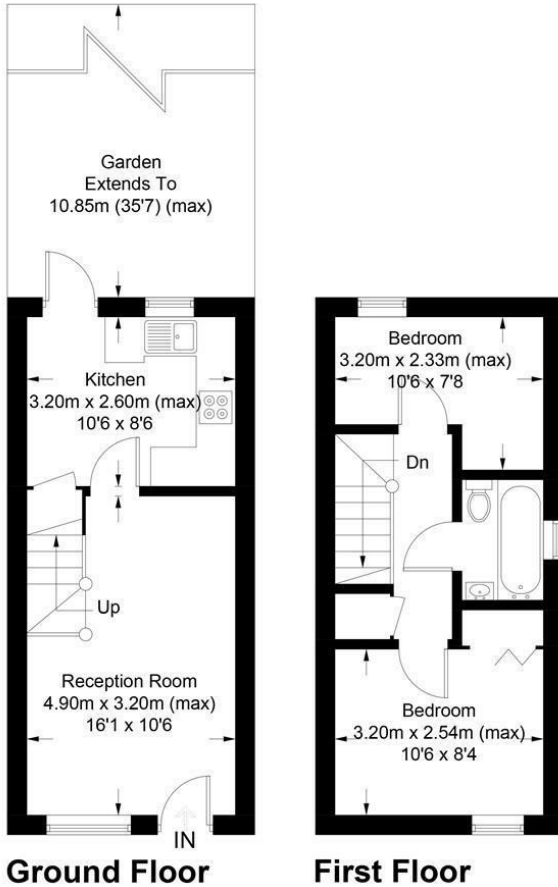 Garden
Extends To
10.85m (35'7) (max)
Kitchen
3.20m x 2.60m (max)
10'6 x 8'6
Up
Reception Room
4.90m x 3.20m (max)
16'1 x 10'6
IN
Ground Floor
Bedroom
3.20m x 2.33m (max)
10'6 x 7'8
Dn
Bedroom
3.20m x 2.54m (max)
10'6 x 8'4
First Floor